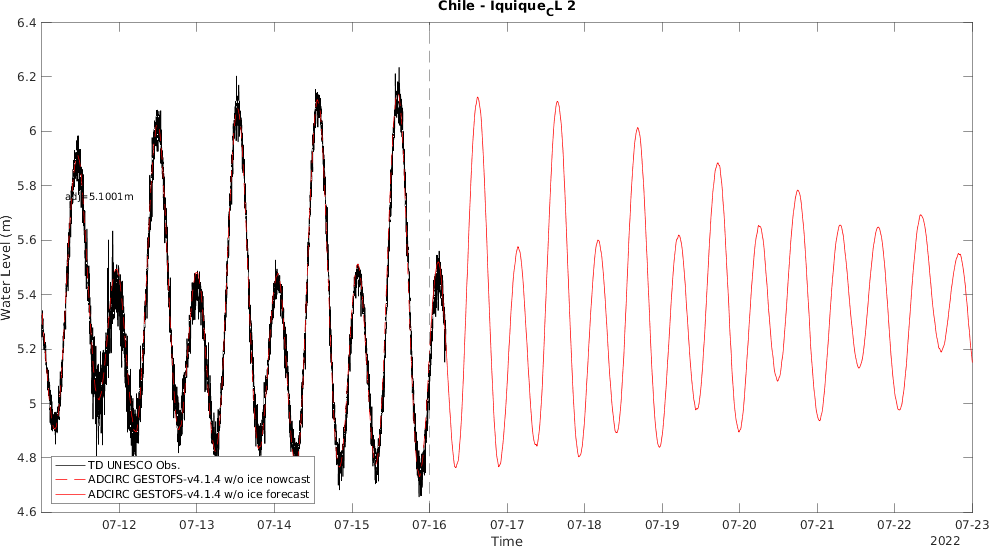 Chile - Iquique_CL 2
6.4
6.2
6
5.8
5.6
5.4
5.2
5
4.8
4.6
Water Level (m)
adj=5.1001m
TD UNESCO Obs.
ADCIRC GESTOFS-v4.1.4 w/o ice nowcast
ADCIRC GESTOFS-v4.1.4 w/o ice forecast
07-12 07-13 07-14 07-15 07-16 07-17 07-18 07-19 07-20 07-21 07-22 07-23
Time
2022